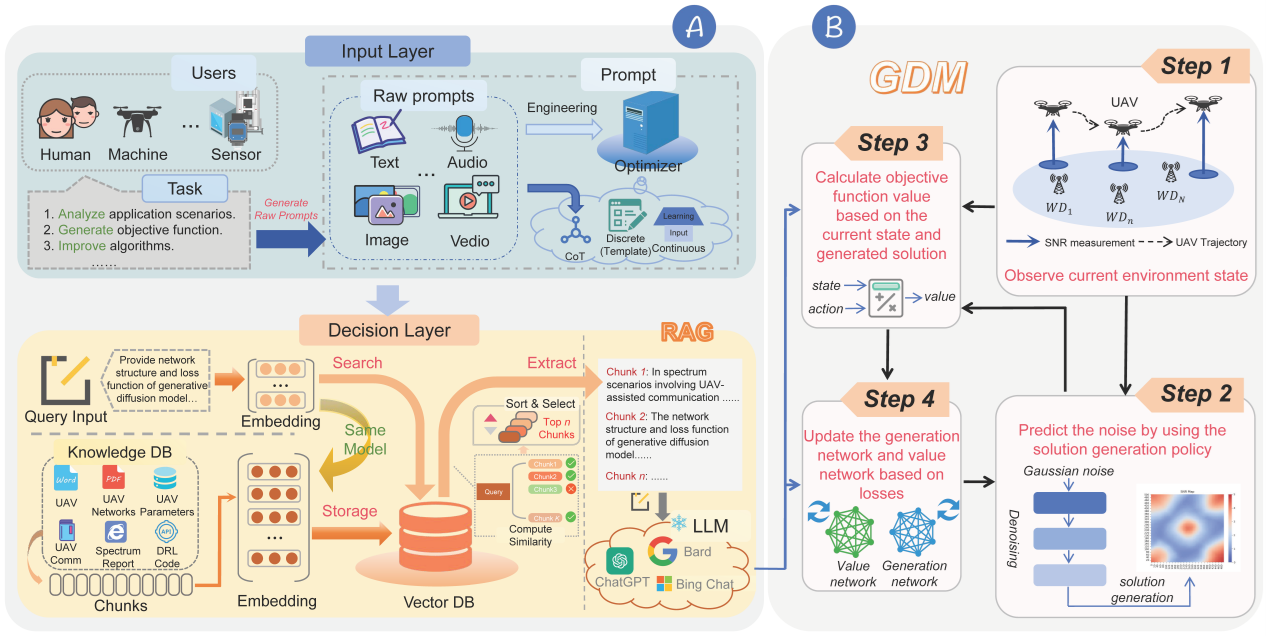 A
Input Layer
Users
Human
Machine
...
Sensor
Task
1. Analyze application scenarios.
2. Generate objective function.
3. Improve algorithms.
......
Generate
Raw Prompts
Raw prompts
Text
Audio
...
Image
Vedio
Prompt
Engineering
Optimizer
CoT
Discrete
(Template)
Learning
Input
Continuous
Decision Layer
RAG
Query Input
Provide network
structure and loss
function of generative
diffusion model...
...
Embedding
Search
Same
Model
Extract
Knowledge DB
Word
UAV
PDF
UAV
Networks
UAV
Parameters
UAV
Comm
Spectrum
Report
API
DRL
Code
Chunks
...
Embedding
Storage
Vector DB
Sort & Select
Top n
Chunks
Query
Chunk1
Chunk2
Chunk3
Chunk K
Compute
Similarity
Chunk 1: In spectrum
scenarios involving UAV-
assisted communication ......
Chunk 2: The network
structure and loss function
of generative diffusion
model......
Chunk n: ......
LLM
ChatGPT
Bard
Bing Chat
B
GDM
Step 1
UAV
WD1
WDn
WDN
SNR measurement
UAV Trajectory
Observe current environment state
Step 2
Predict the noise by using the
solution generation policy
Gaussian noise
Denoising
solution
generation
Step 3
Calculate objective
function value
based on the
current state and
generated solution
state
action
value
Step 4
Update the generation
network and value
network based on
losses
Value
network
Generation
network